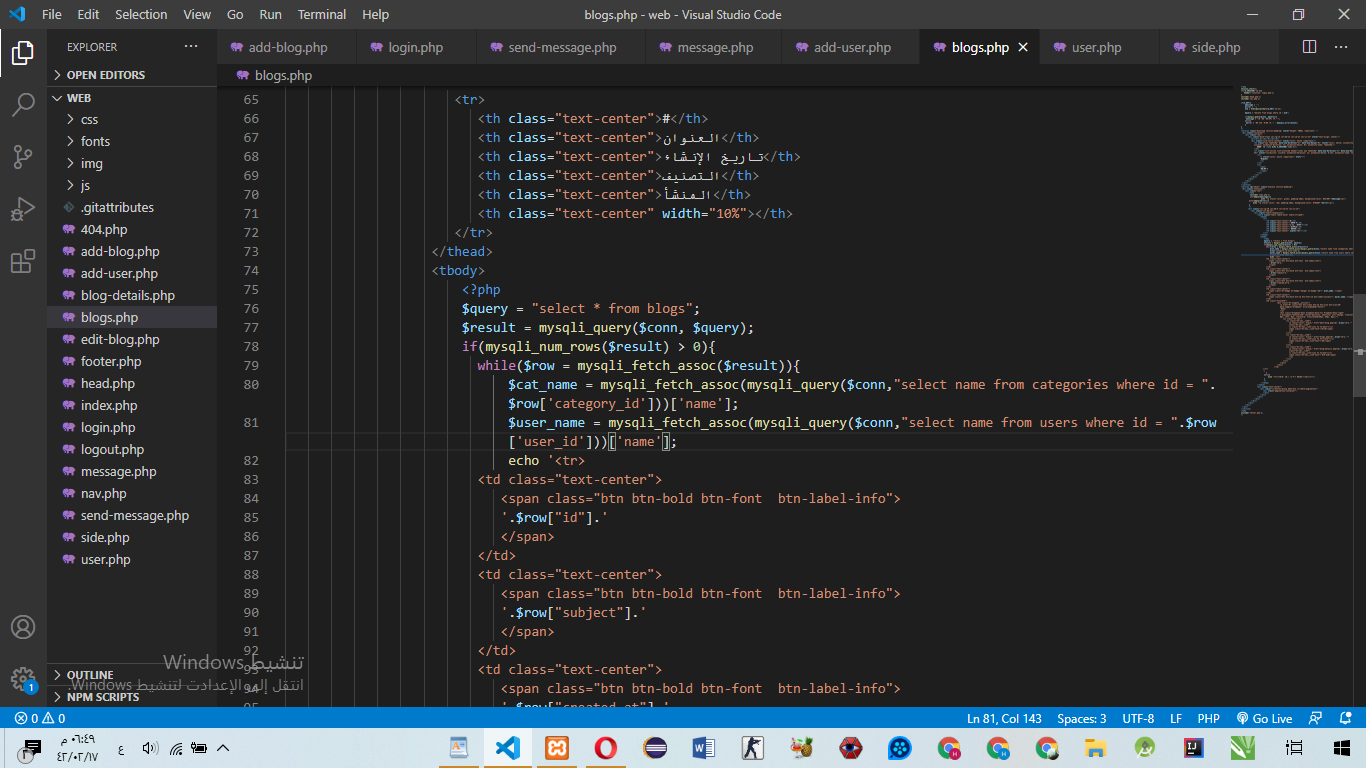 File Edit Selection View Go Run Terminal Help
blogs.php - web - Visual Studio Code
EXPLORER
OPEN EDITORS
WEB
css
fonts
img
js
.gitattributes
404.php
add-blog.php
add-user.php
blog-details.php
blogs.php
edit-blog.php
footer.php
head.php
index.php
login.php
logout.php
message.php
nav.php
send-message.php
side.php
user.php
OUTLINE
NPM SCRIPTS
add-blog.php login.php send-message.php message.php add-user.php blogs.php user.php side.php
blogs.php
65 <tr>
66 <th class="text-center">#</th>
67 <th class="text-center">العنوان</th>
68 <th class="text-center">تاريخ الإنشاء</th>
69 <th class="text-center">التصنيف</th>
70 <th class="text-center">المنشأ</th>
71 <th class="text-center" width="10%"></th>
72 </tr>
73 </thead>
74 <tbody>
75 <?php
76 $query = "select * from blogs";
77 $result = mysqli_query($conn, $query);
78 if(mysqli_num_rows($result) > 0){
79 while($row = mysqli_fetch_assoc($result)){
80 $cat_name = mysqli_fetch_assoc(mysqli_query($conn,"select name from categories where id = ".
$row['category_id']))['name'];
81 $user_name = mysqli_fetch_assoc(mysqli_query($conn,"select name from users where id = ".$row
['user_id']))['name'];
82 echo '<tr>
83 <td class="text-center">
84 <span class="btn btn-bold btn-font  btn-label-info">
85 '.$row["id"].'
86 </span>
87 </td>
88 <td class="text-center">
89 <span class="btn btn-bold btn-font  btn-label-info">
90 '.$row["subject"].'
91 </span>
92 </td>
93 <td class="text-center">
94 <span class="btn btn-bold btn-font  btn-label-info">
95 '.$row["created_at"].'
تنشيط Windows
انتقل إلى الإعدادت لتنشيط Windows.
1
0 0 Ln 81, Col 143 Spaces: 3 UTF-8 LF PHP Go Live
٠٦:٤٩ م
٤٢/٠٢/١٧
ع